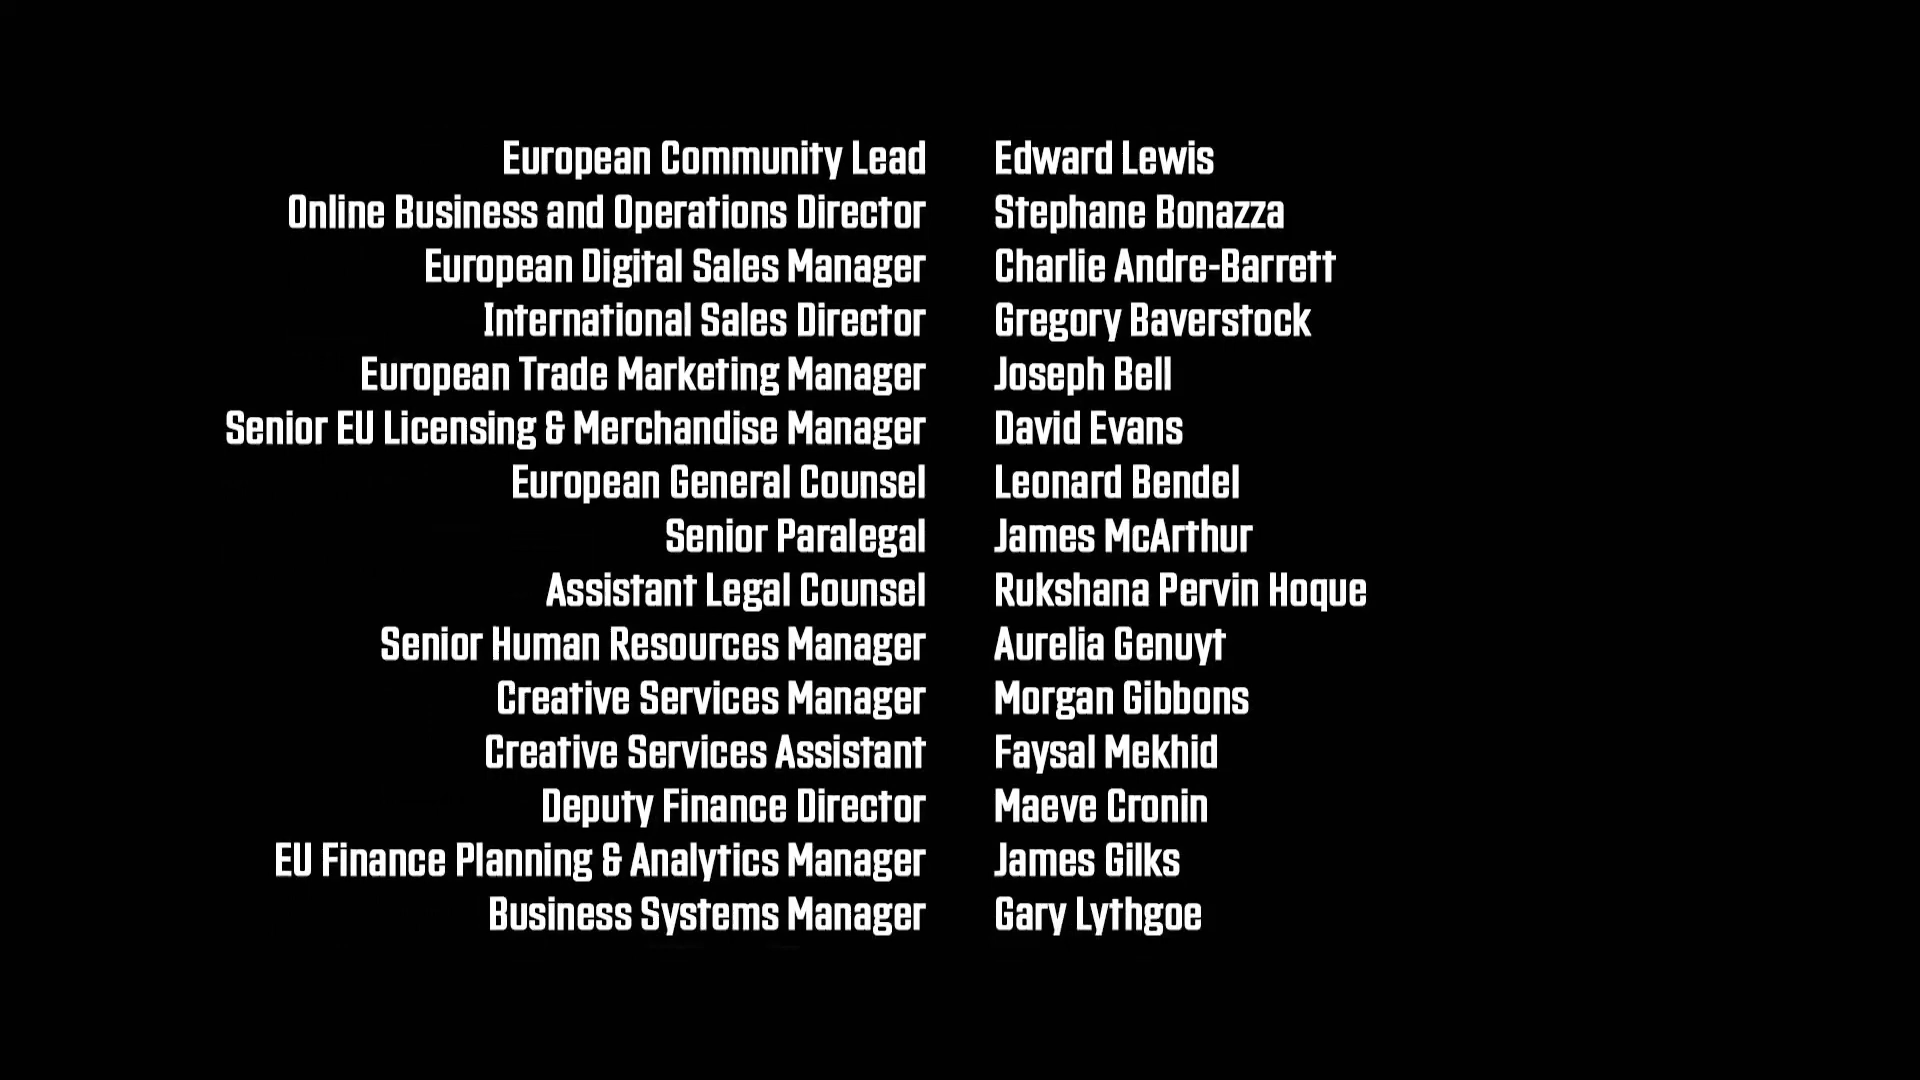 European Community Lead Edward Lewis
Online Business and Operations Director Stephane Bonazza
European Digital Sales Manager Charlie Andre-Barrett
International Sales Director Gregory Baverstock
European Trade Marketing Manager Joseph Bell
Senior EU Licensing & Merchandise Manager David Evans
European General Counsel Leonard Bendel
Senior Paralegal James McArthur
Assistant Legal Counsel Rukshana Pervin Hoque
Senior Human Resources Manager Aurelia Genuyt
Creative Services Manager Morgan Gibbons
Creative Services Assistant Faysal Mekhid
Deputy Finance Director Maeve Cronin
EU Finance Planning & Analytics Manager James Gilks
Business Systems Manager Gary Lythgoe